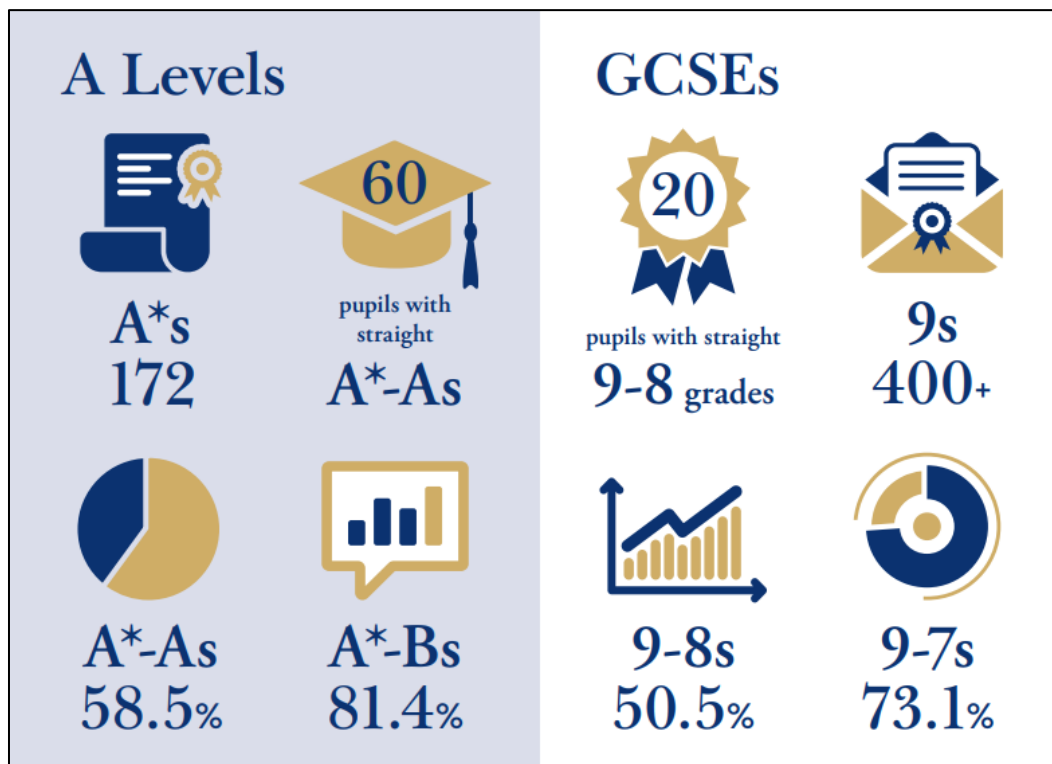 A Levels
A*s
172
60
pupils with
straight
A*-As
A*-As
58.5%
A*-Bs
81.4%
GCSEs
20
pupils with straight
9-8 grades
9s
400+
9-8s
50.5%
9-7s
73.1%